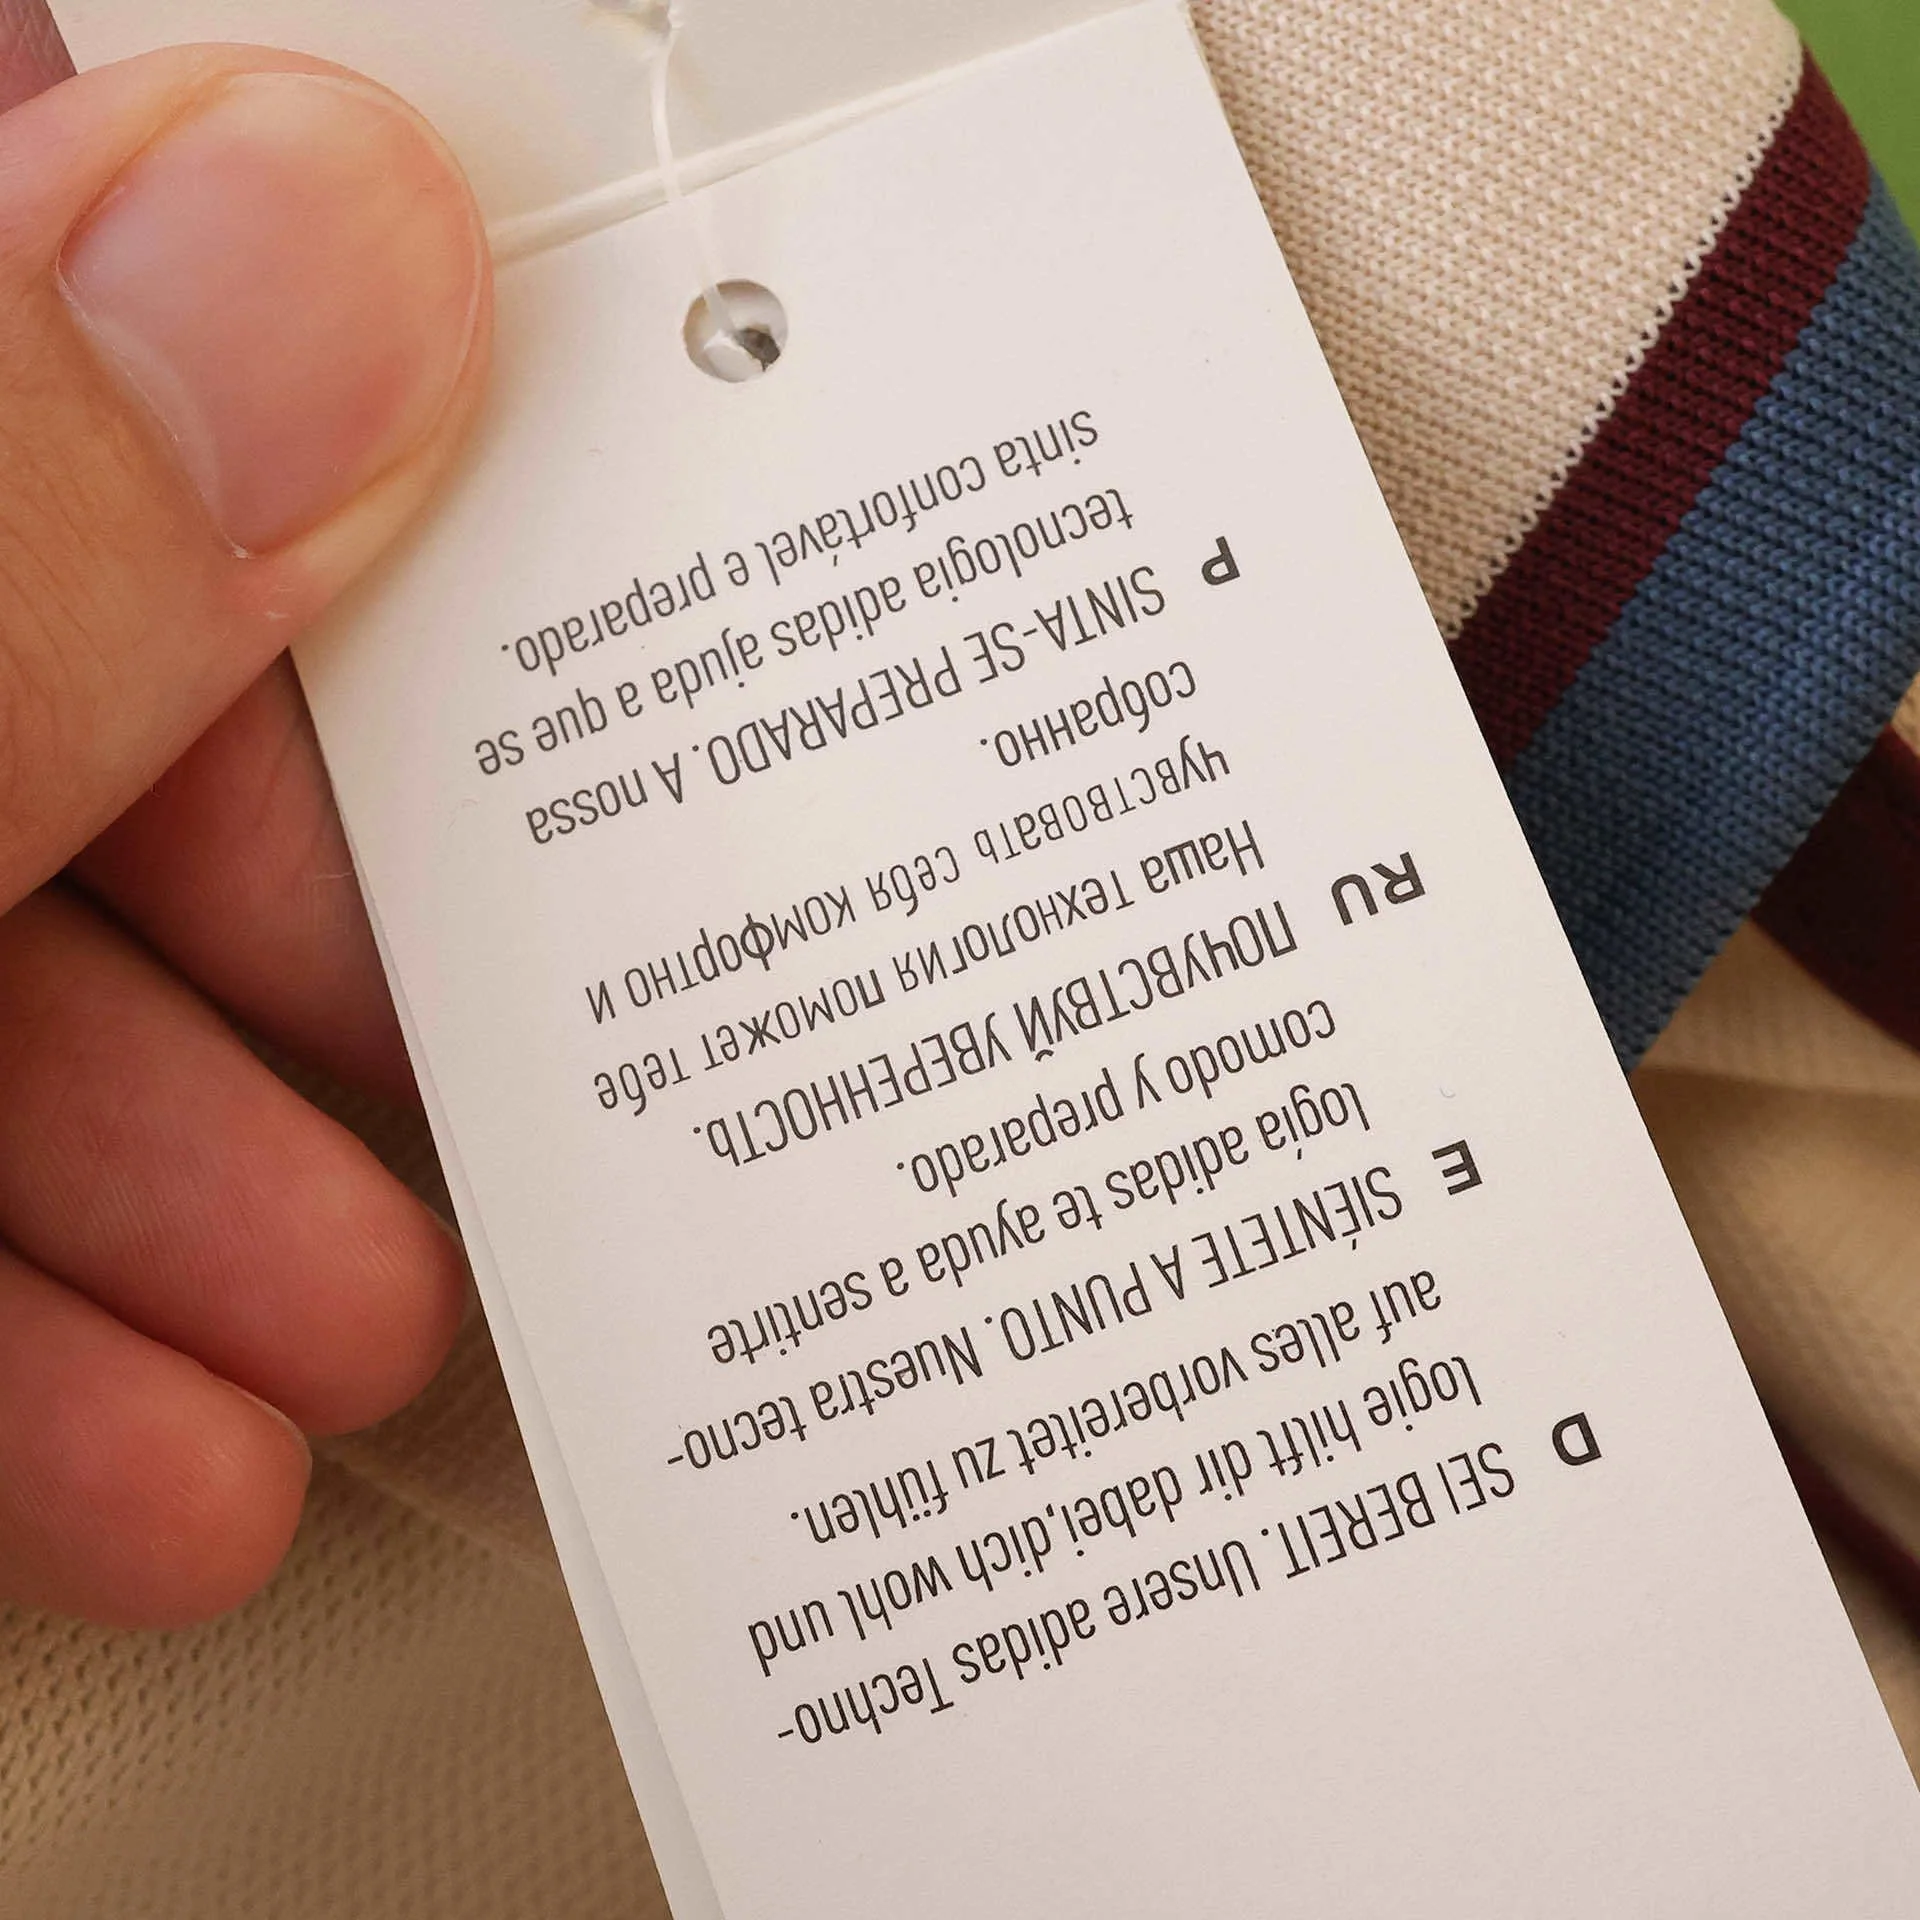 D SEI BEREIT. Unsere adidas Techno-
logie hilft dir dabei,dich wohl und
auf alles vorbereitet zu fühlen.
E SIÉNTETE A PUNTO. Nuestra tecno-
logía adidas te ayuda a sentirte
comodo y preparado.
RU ПОЧУВСТВУЙ УВЕРЕННОСТЬ.
Наша технология поможет тебе
чувствовать себя комфортно и
собранно.
P SINTA-SE PREPARADO. A nossa
tecnologia adidas ajuda a que se
sinta confortável e preparado.